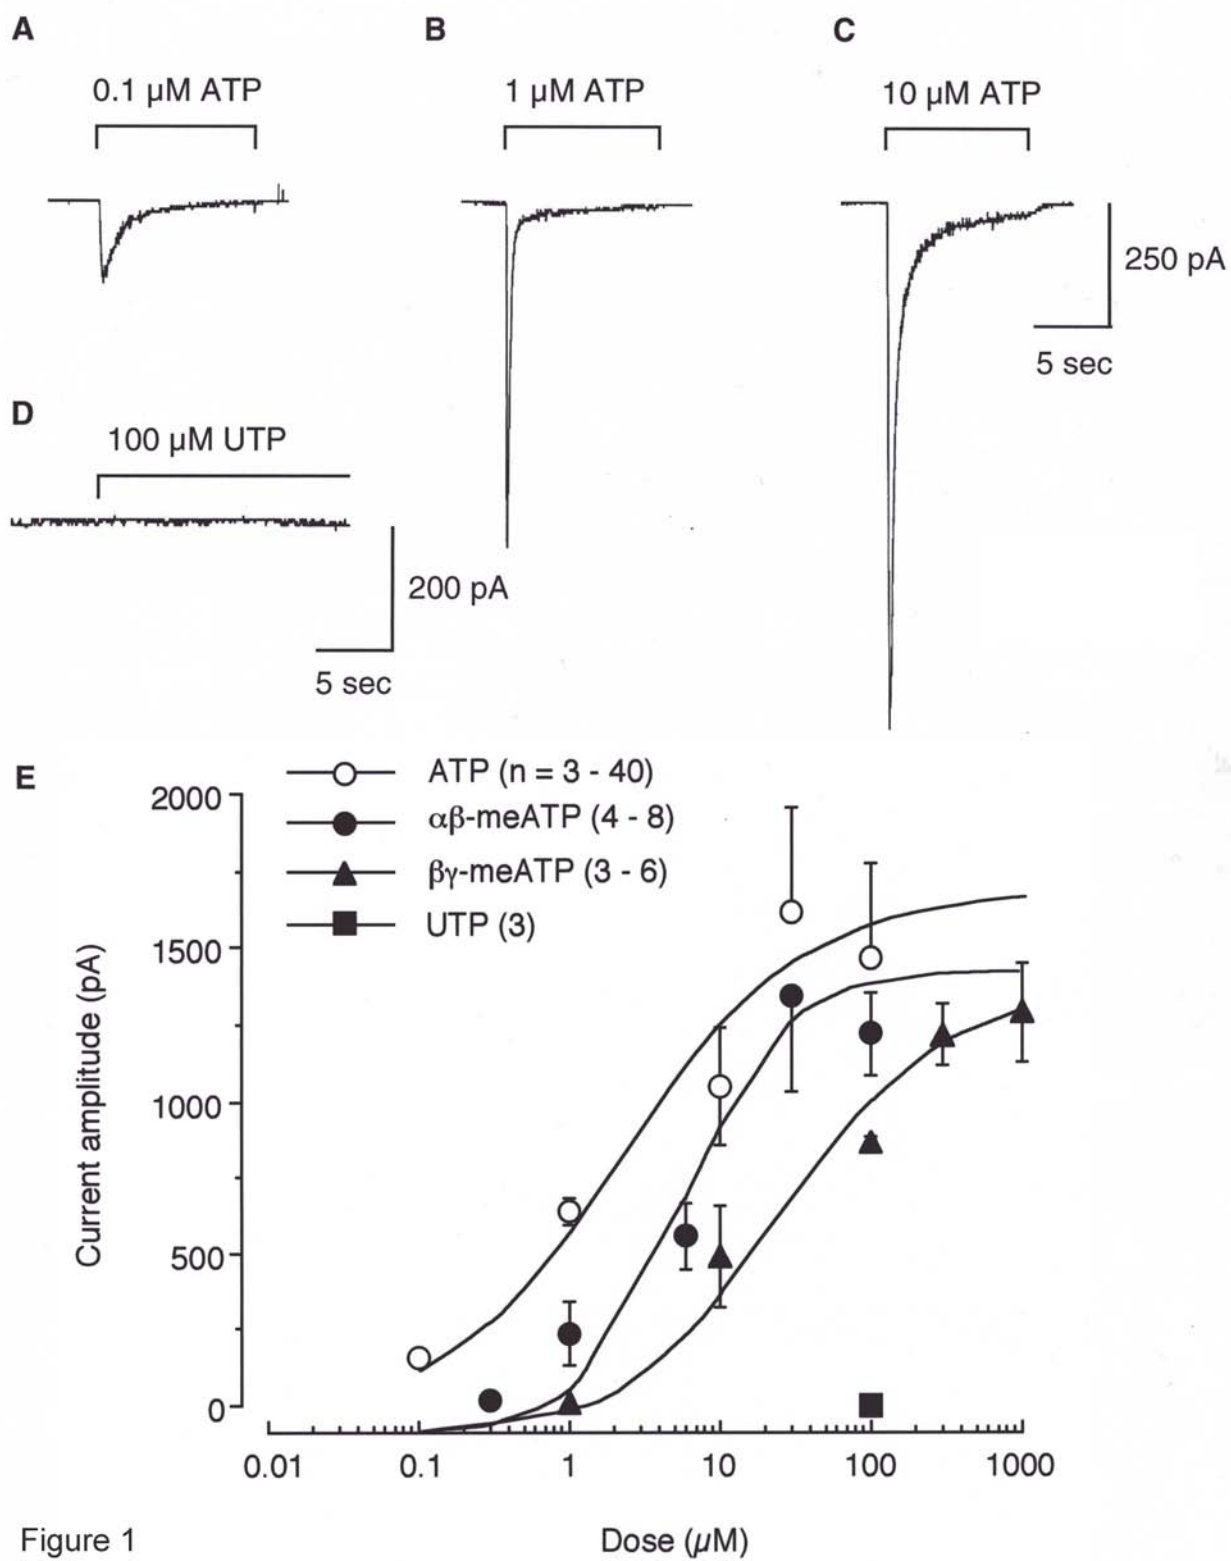 A
B
C
0.1 µM ATP
1 µM ATP
10 µM ATP
250 pA
5 sec
D
100 µM UTP
200 pA
5 sec
E
ATP (n = 3 - 40)
αβ-meATP (4 - 8)
βγ-meATP (3 - 6)
UTP (3)
2000
1500
1000
500
0
Current amplitude (pA)
0.01 0.1 1 10 100 1000
Dose (µM)
Figure 1